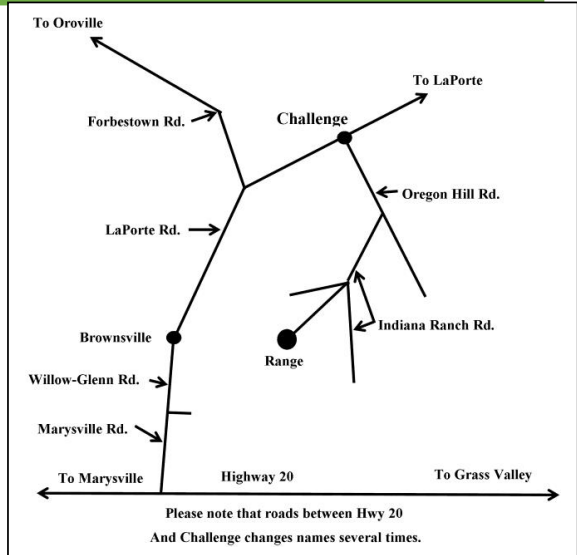 To Oroville
To LaPorte
Forbestown Rd.
Challenge
Oregon Hill Rd.
LaPorte Rd.
Indiana Ranch Rd.
Brownsville
Range
Willow-Glenn Rd.
Marysville Rd.
To Marysville
Highway 20
To Grass Valley
Please note that roads between Hwy 20
And Challenge changes names several times.